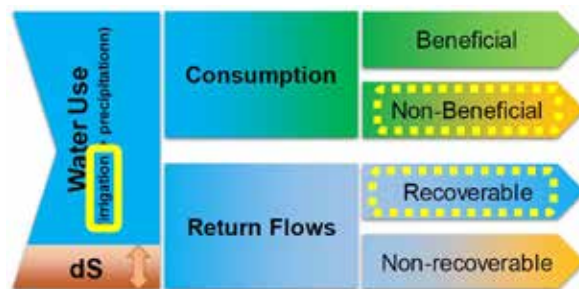 Water Use
(irrigation + precipitationn)
dS
Consumption
Return Flows
Beneficial
Non-Beneficial
Recoverable
Non-recoverable